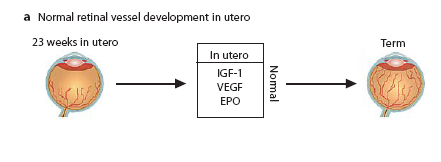 a Normal retinal vessel development in utero
23 weeks in utero
In utero
IGF-1
VEGF
EPO
Normal
Term